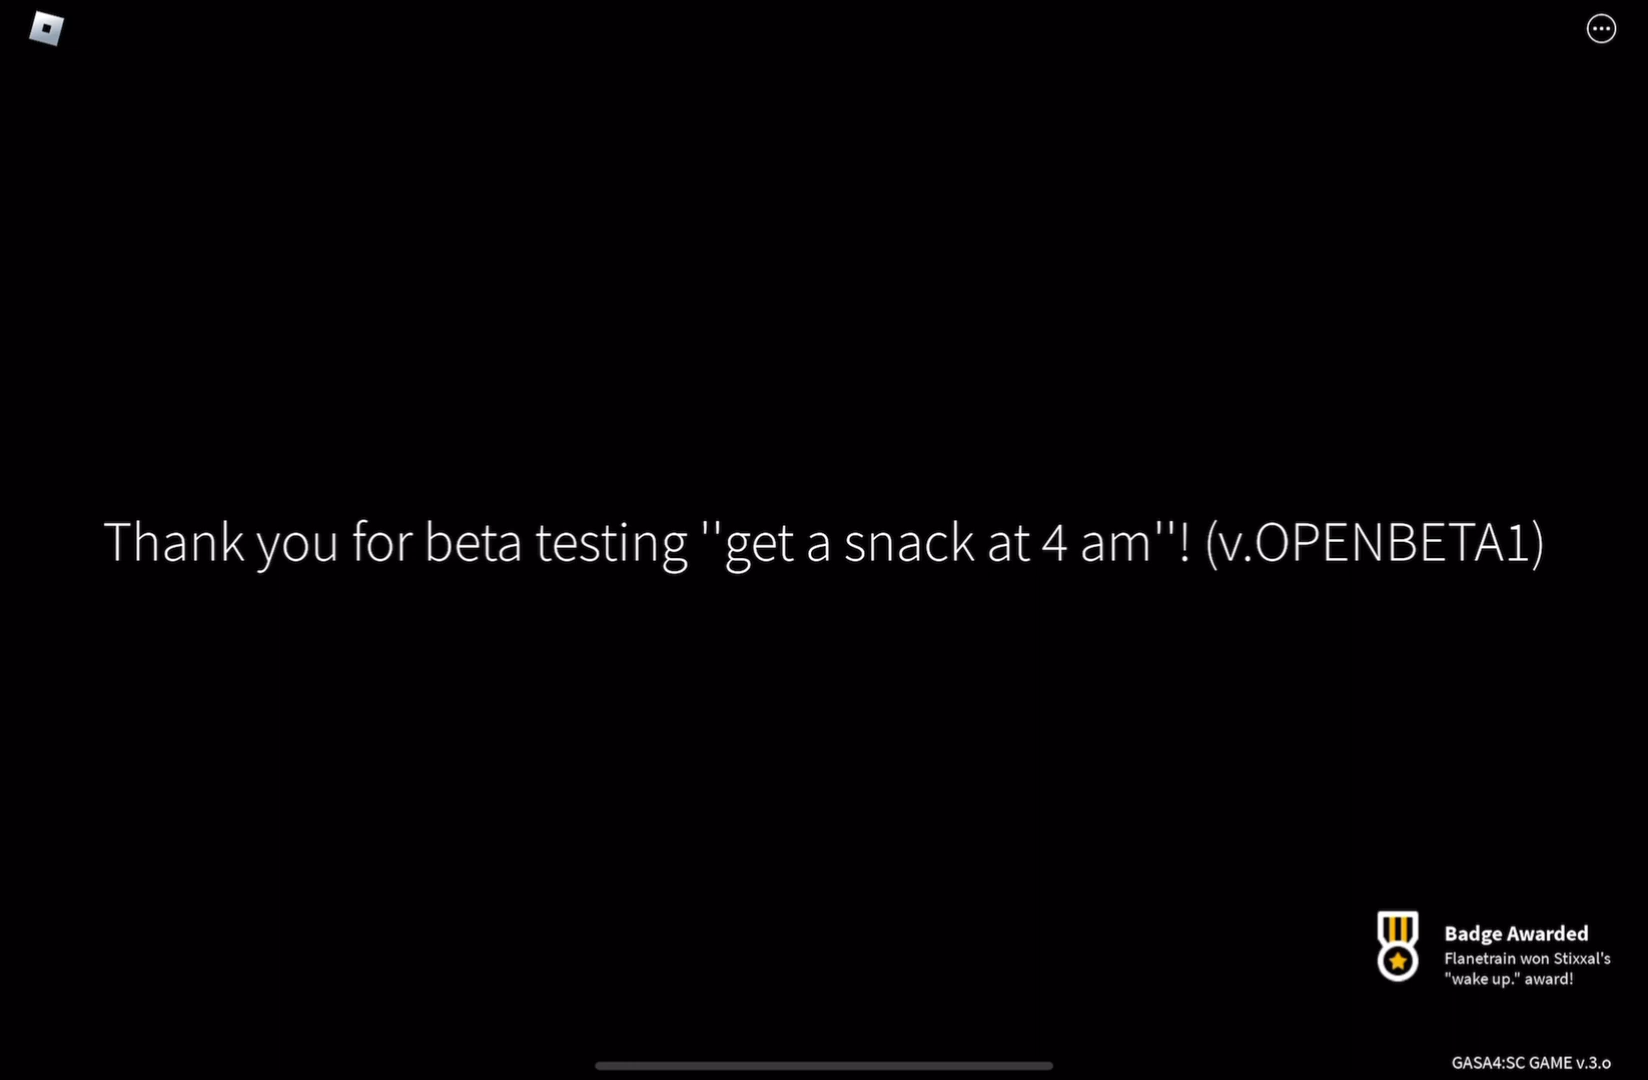 Thank you for beta testing "get a snack at 4 am"! (v.OPENBETA1)
Badge Awarded
Flanetrain won Stixxal's
"wake up." award!
GASA4:SC GAME v.3.o